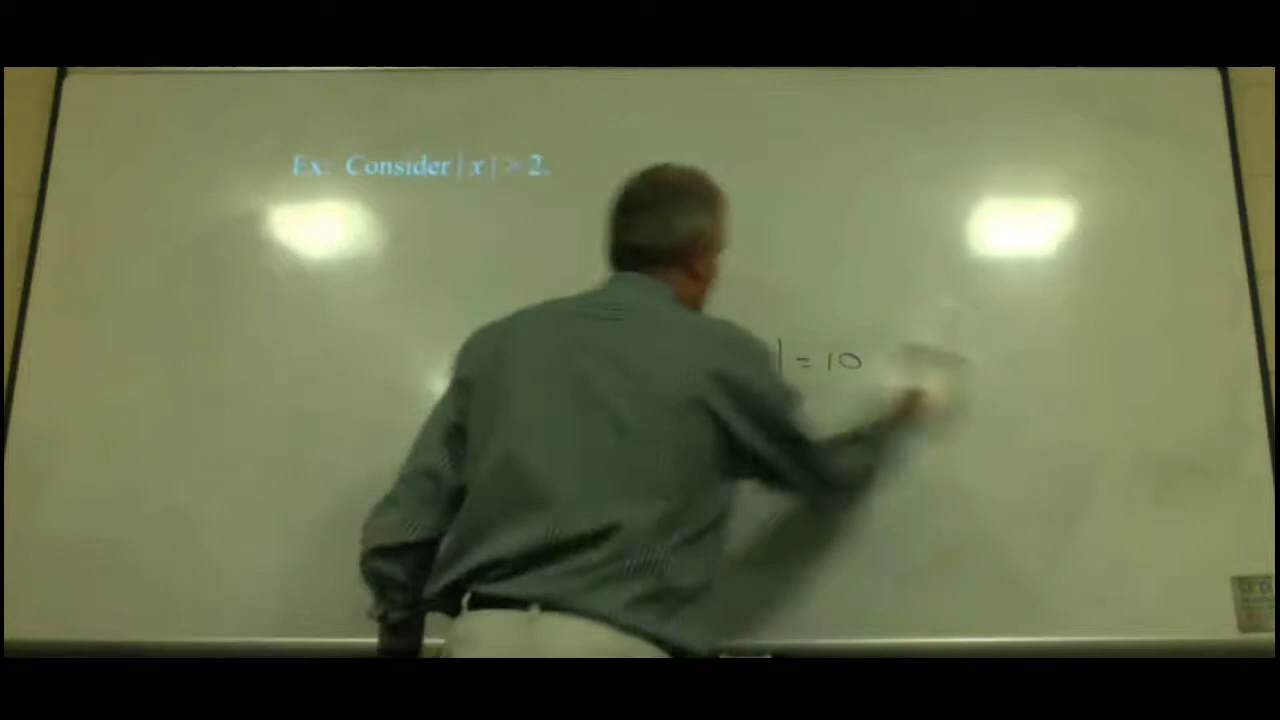 Ex: Consider | x | > 2.
| = 10